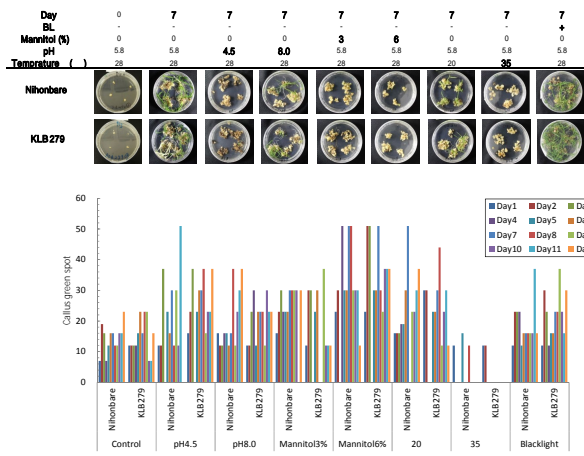 Day 0 7 7 7 7 7 7 7 7
BL - - - - - - - - +
Mannitol (%) 0 0 0 0 3 6 0 0 0
pH 5.8 5.8 4.5 8.0 5.8 5.8 5.8 5.8 5.8
Temprature ( ) 28 28 28 28 28 28 20 35 28
Nihonbare
KLB279
60
50
40
30
20
10
0
Callus green spot
Day1 Day2 Da
Day4 Day5 Da
Day7 Day8 Da
Day10 Day11 Da
Nihonbare KLB279 Nihonbare KLB279 Nihonbare KLB279 Nihonbare KLB279 Nihonbare KLB279 Nihonbare KLB279 Nihonbare KLB279 Nihonbare KLB279
Control pH4.5 pH8.0 Mannitol3% Mannitol6% 20 35 Blacklight